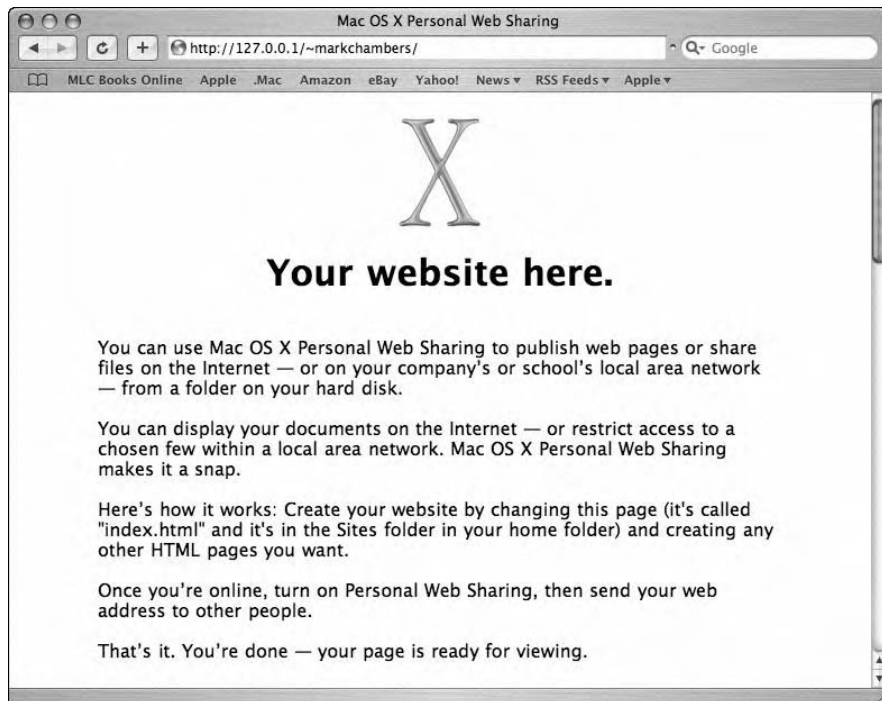 Mac OS X Personal Web Sharing
http://127.0.0.1/~markchambers/
Google
MLC Books Online Apple .Mac Amazon eBay Yahoo! News RSS Feeds Apple
X
Your website here.
You can use Mac OS X Personal Web Sharing to publish web pages or share
files on the Internet — or on your company's or school's local area network
— from a folder on your hard disk.
You can display your documents on the Internet — or restrict access to a
chosen few within a local area network. Mac OS X Personal Web Sharing
makes it a snap.
Here's how it works: Create your website by changing this page (it's called
"index.html" and it's in the Sites folder in your home folder) and creating any
other HTML pages you want.
Once you're online, turn on Personal Web Sharing, then send your web
address to other people.
That's it. You're done — your page is ready for viewing.